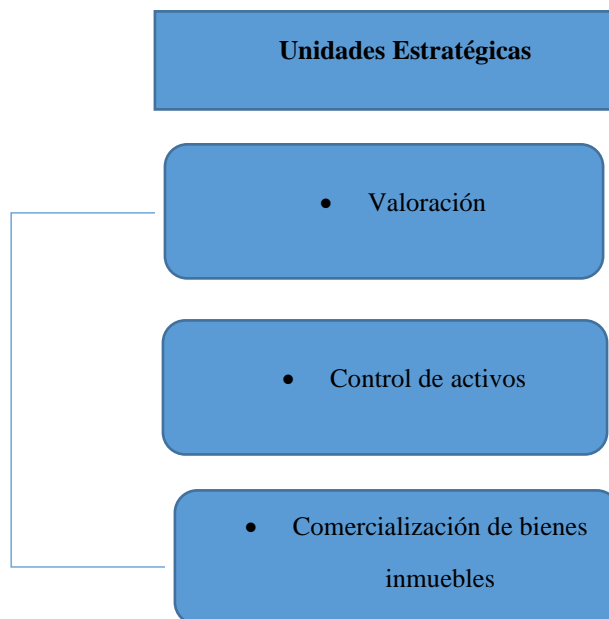 Unidades Estratégicas
• Valoración
• Control de activos
• Comercialización de bienes
inmuebles